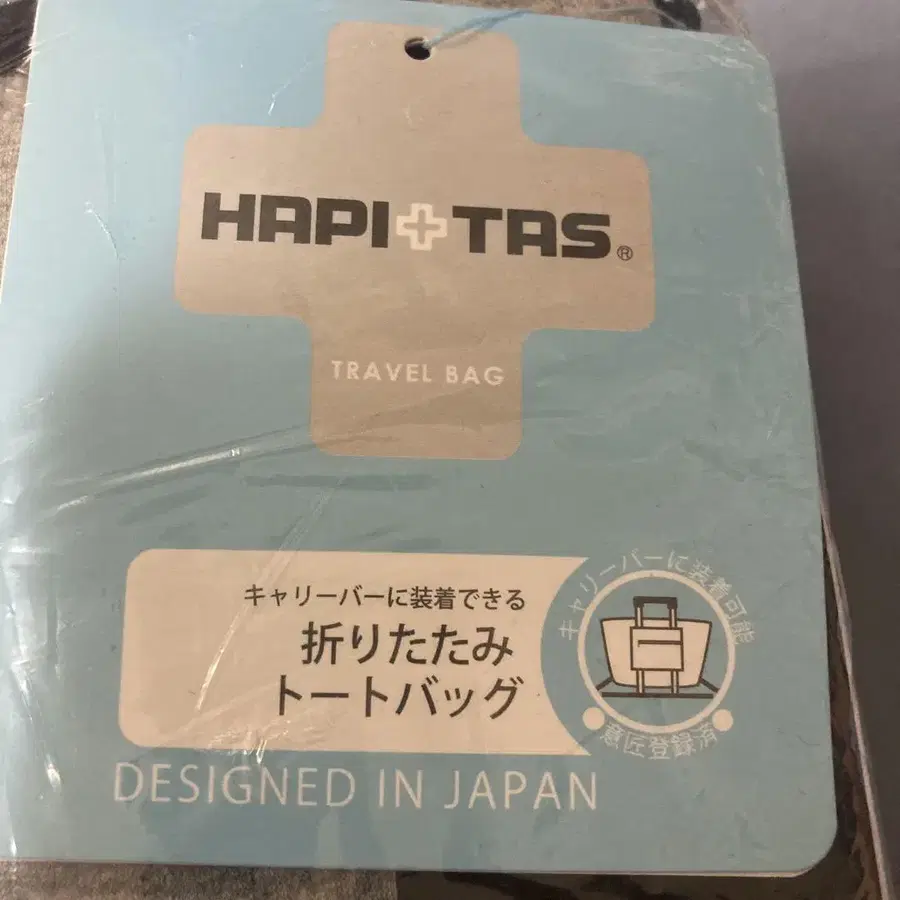 HAPI+TAS®
TRAVEL BAG
キャリーバーに装着できる
折りたたみ
トートバッグ
キャリーバーに装着可能
意匠登録済
DESIGNED IN JAPAN